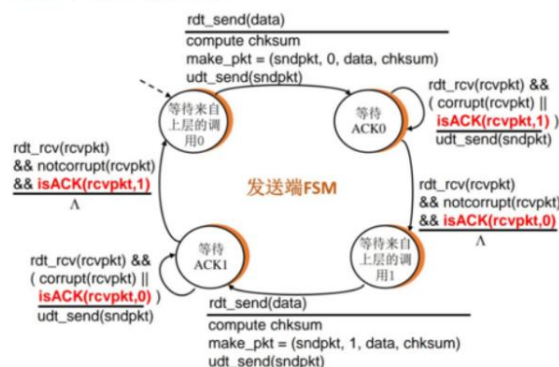 rdt_send(data)
compute chksum
make_pkt = (sndpkt, 0, data, chksum)
udt_send(sndpkt)
等待来自
上层的调
用0
等待
ACK0
rdt_rcv(rcvpkt) &&
( corrupt(rcvpkt) ||
isACK(rcvpkt,1) )
udt_send(sndpkt)
rdt_rcv(rcvpkt)
&& notcorrupt(rcvpkt)
&& isACK(rcvpkt,1)
Λ
发送端FSM
rdt_rcv(rcvpkt)
&& notcorrupt(rcvpkt)
&& isACK(rcvpkt,0)
Λ
等待
ACK1
等待来自
上层的调
用1
rdt_rcv(rcvpkt) &&
( corrupt(rcvpkt) ||
isACK(rcvpkt,0) )
udt_send(sndpkt)
rdt_send(data)
compute chksum
make_pkt = (sndpkt, 1, data, chksum)
udt_send(sndpkt)